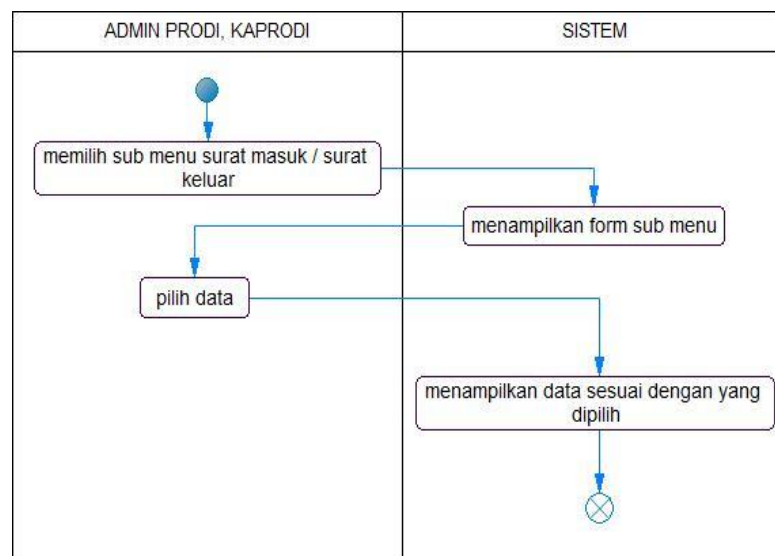 ADMIN PRODI, KAPRODI
SISTEM
memilih sub menu surat masuk / surat
keluar
menampilkan form sub menu
pilih data
menampilkan data sesuai dengan yang
dipilih